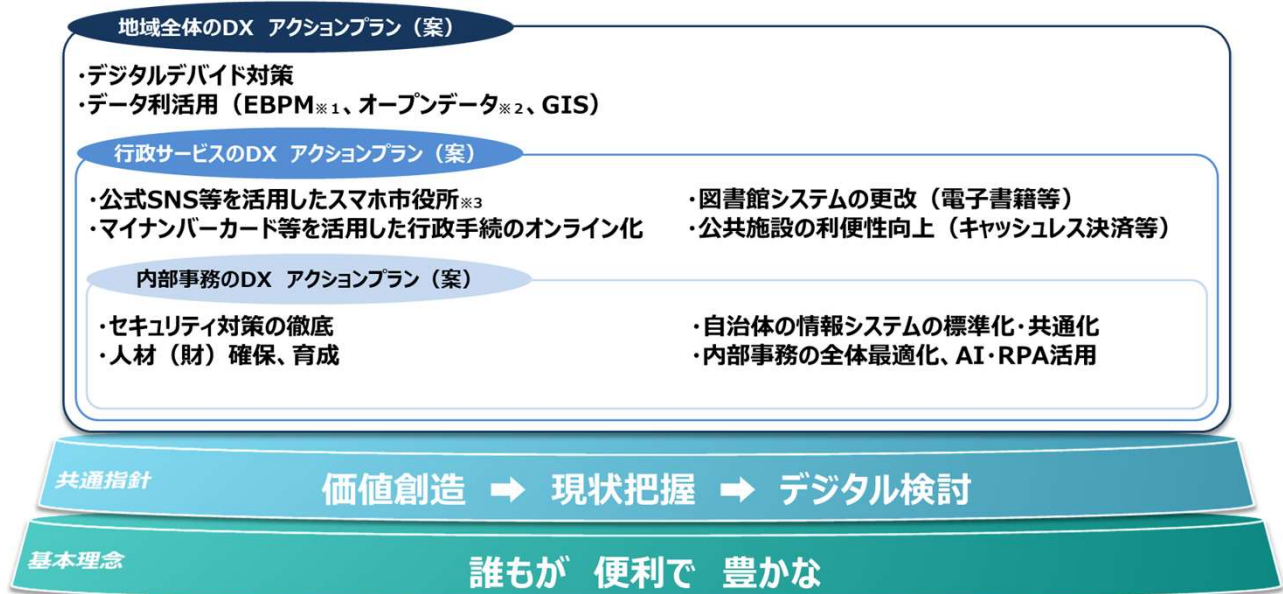 地域全体のDX アクションプラン（案）
・デジタルデバイド対策
・データ利活用（EBPM※1、オープンデータ※2、GIS）
行政サービスのDX アクションプラン（案）
・公式SNS等を活用したスマホ市役所※3
・マイナンバーカード等を活用した行政手続のオンライン化
・図書館システムの更改（電子書籍等）
・公共施設の利便性向上（キャッシュレス決済等）
内部事務のDX アクションプラン（案）
・セキュリティ対策の徹底
・人材（財）確保、育成
・自治体の情報システムの標準化・共通化
・内部事務の全体最適化、AI・RPA活用
共通指針
価値創造 ➡ 現状把握 ➡ デジタル検討
基本理念
誰もが 便利で 豊かな